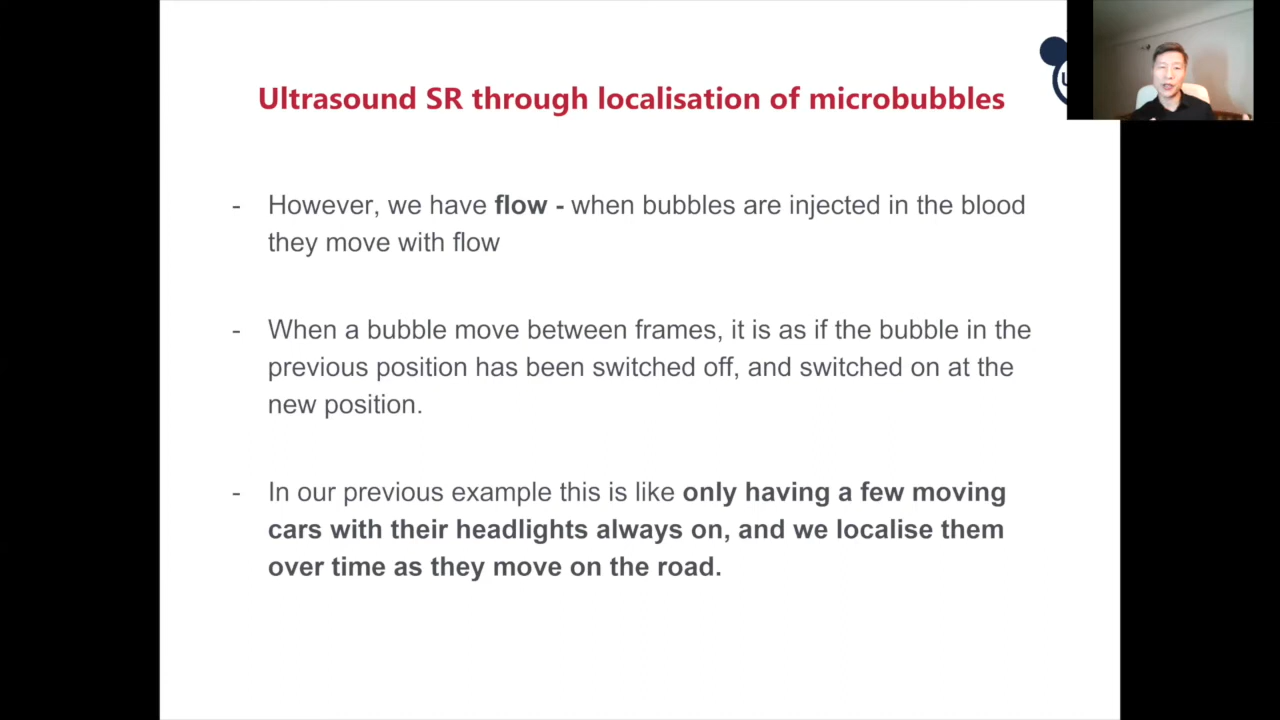 Ultrasound SR through localisation of microbubbles
- However, we have flow - when bubbles are injected in the blood
they move with flow
- When a bubble move between frames, it is as if the bubble in the
previous position has been switched off, and switched on at the
new position.
- In our previous example this is like only having a few moving
cars with their headlights always on, and we localise them
over time as they move on the road.